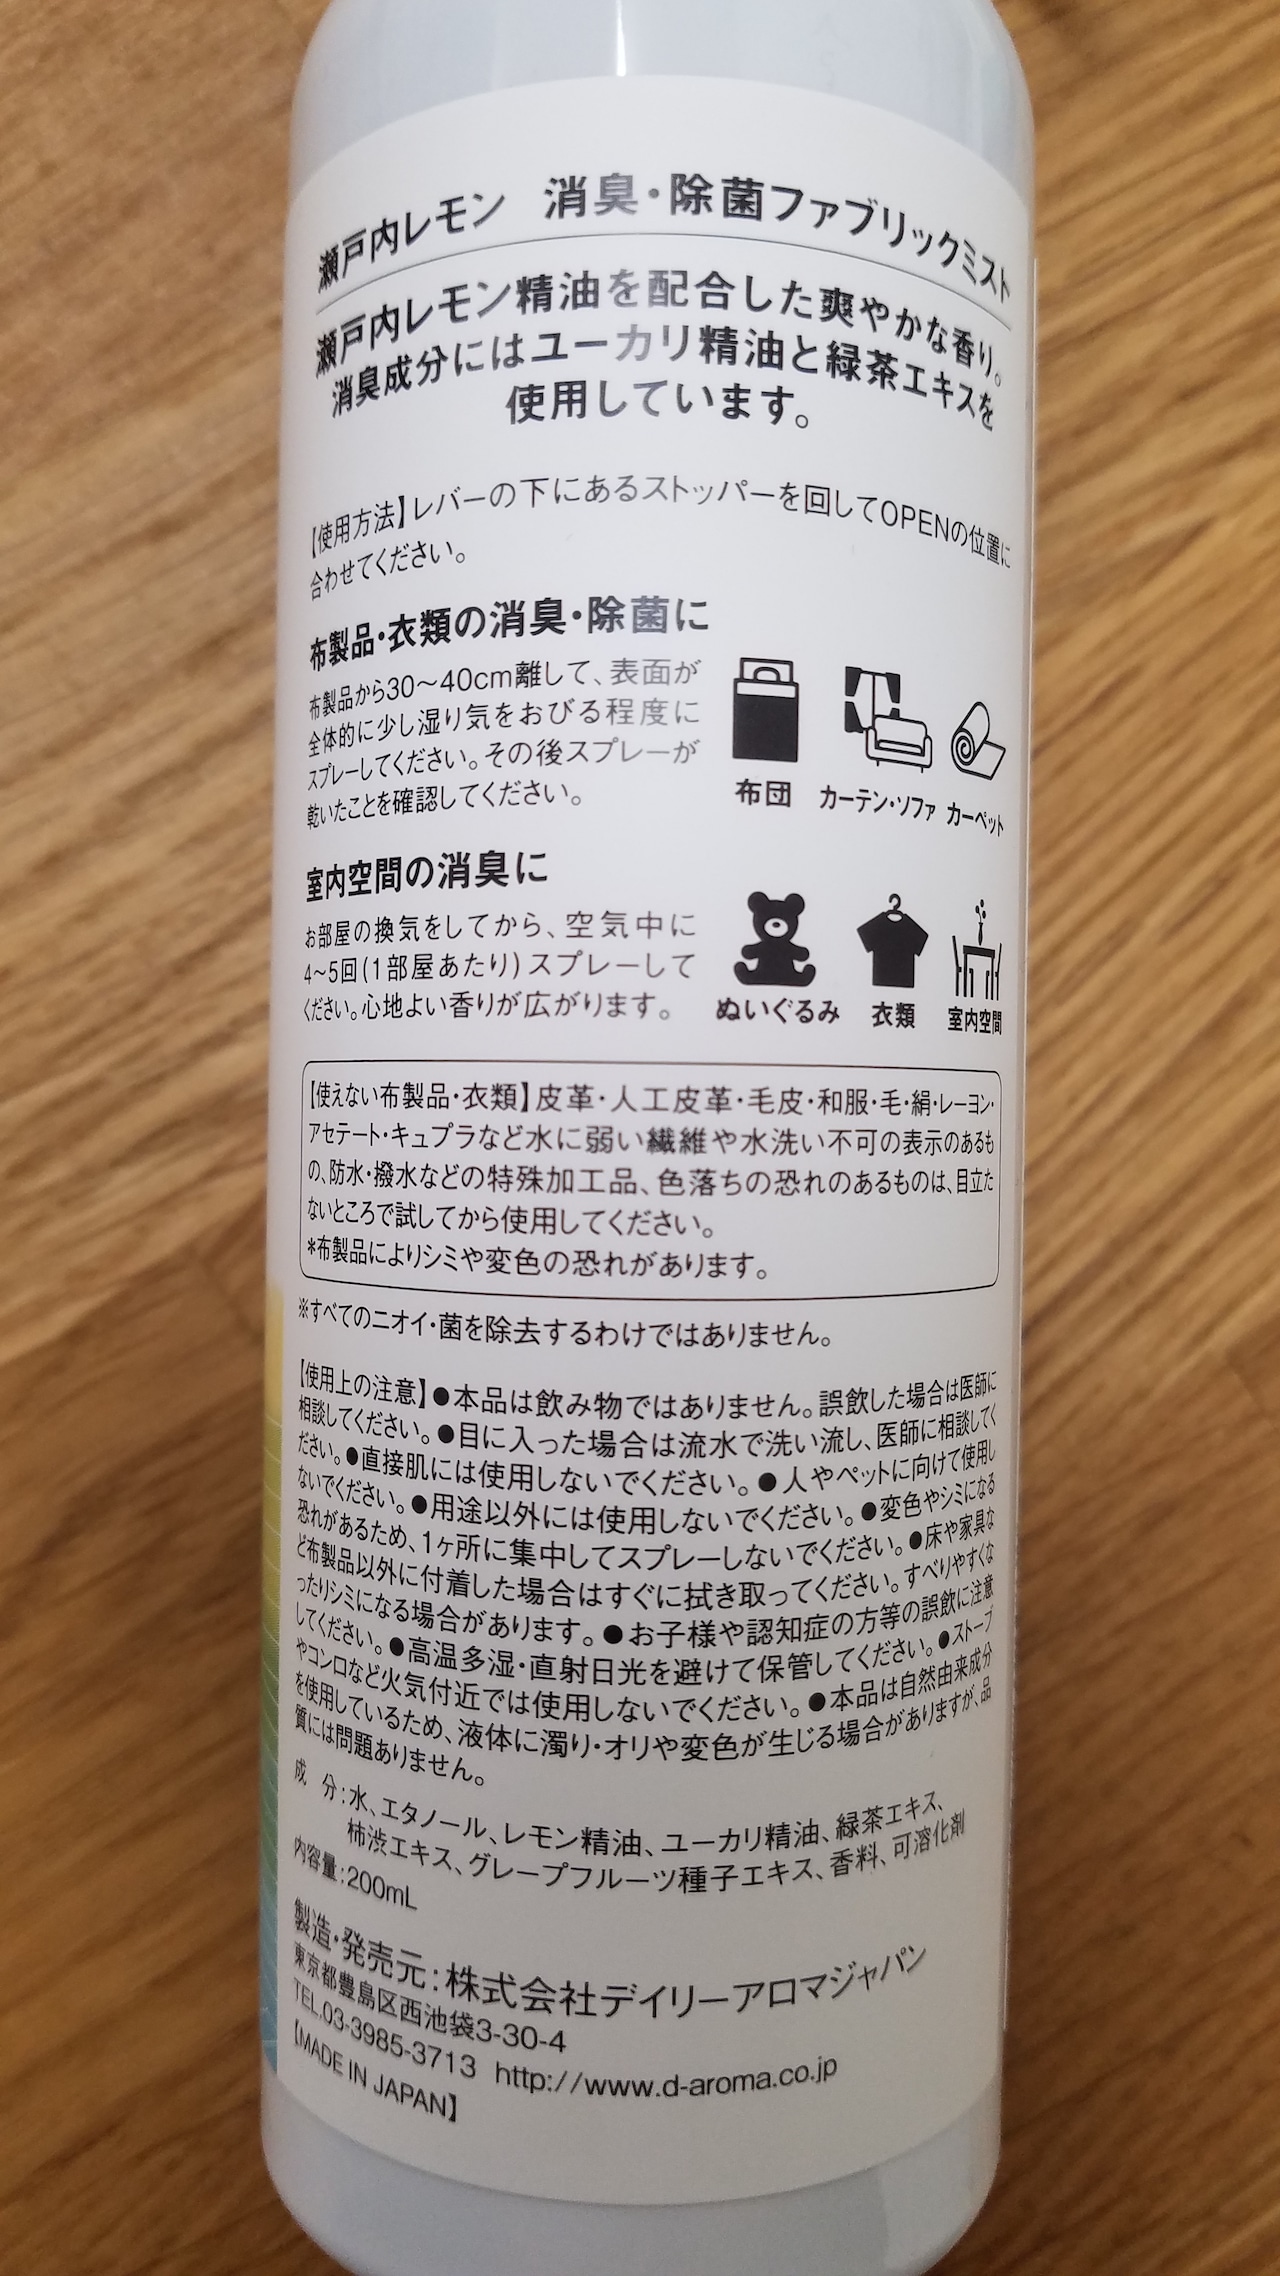 瀬戸内レモン 消臭・除菌ファブリックミスト
瀬戸内レモン精油を配合した爽やかな香り。
消臭成分にはユーカリ精油と緑茶エキスを
使用しています。
【使用方法】レバーの下にあるストッパーを回してOPENの位置に
合わせてください。
布製品・衣類の消臭・除菌に
布製品から30〜40cm離して、表面が
全体的に少し湿り気をおびる程度に
スプレーしてください。その後スプレーが
乾いたことを確認してください。
布団 カーテン・ソファ カーペット
室内空間の消臭に
お部屋の換気をしてから、空気中に
4〜5回(1部屋あたり)スプレーして
ください。心地よい香りが広がります。
ぬいぐるみ 衣類 室内空間
【使えない布製品・衣類】皮革・人工皮革・毛皮・和服・毛・絹・レーヨン・
アセテート・キュプラなど水に弱い繊維や水洗い不可の表示のあるも
の、防水・撥水などの特殊加工品、色落ちの恐れのあるものは、目立た
ないところで試してから使用してください。
*布製品によりシミや変色の恐れがあります。
※すべてのニオイ・菌を除去するわけではありません。
【使用上の注意】●本品は飲み物ではありません。誤飲した場合は医師に
相談してください。●目に入った場合は流水で洗い流し、医師に相談してく
ださい。●直接肌には使用しないでください。●人やペットに向けて使用し
ないでください。●用途以外には使用しないでください。●変色やシミになる
恐れがあるため、1ヶ所に集中してスプレーしないでください。●床や家具な
ど布製品以外に付着した場合はすぐに拭き取ってください。すべりやすくな
ったりシミになる場合があります。●お子様や認知症の方等の誤飲に注意
してください。●高温多湿・直射日光を避けて保管してください。●ストーブ
やコンロなど火気付近では使用しないでください。●本品は自然由来成分
を使用しているため、液体に濁り・オリや変色が生じる場合がありますが、品
質には問題ありません。
成 分：水、エタノール、レモン精油、ユーカリ精油、緑茶エキス、
柿渋エキス、グレープフルーツ種子エキス、香料、可溶化剤
内容量：200mL
製造・発売元：株式会社デイリーアロマジャパン
東京都豊島区西池袋3-30-4
TEL.03-3985-3713 http://www.d-aroma.co.jp
【MADE IN JAPAN】